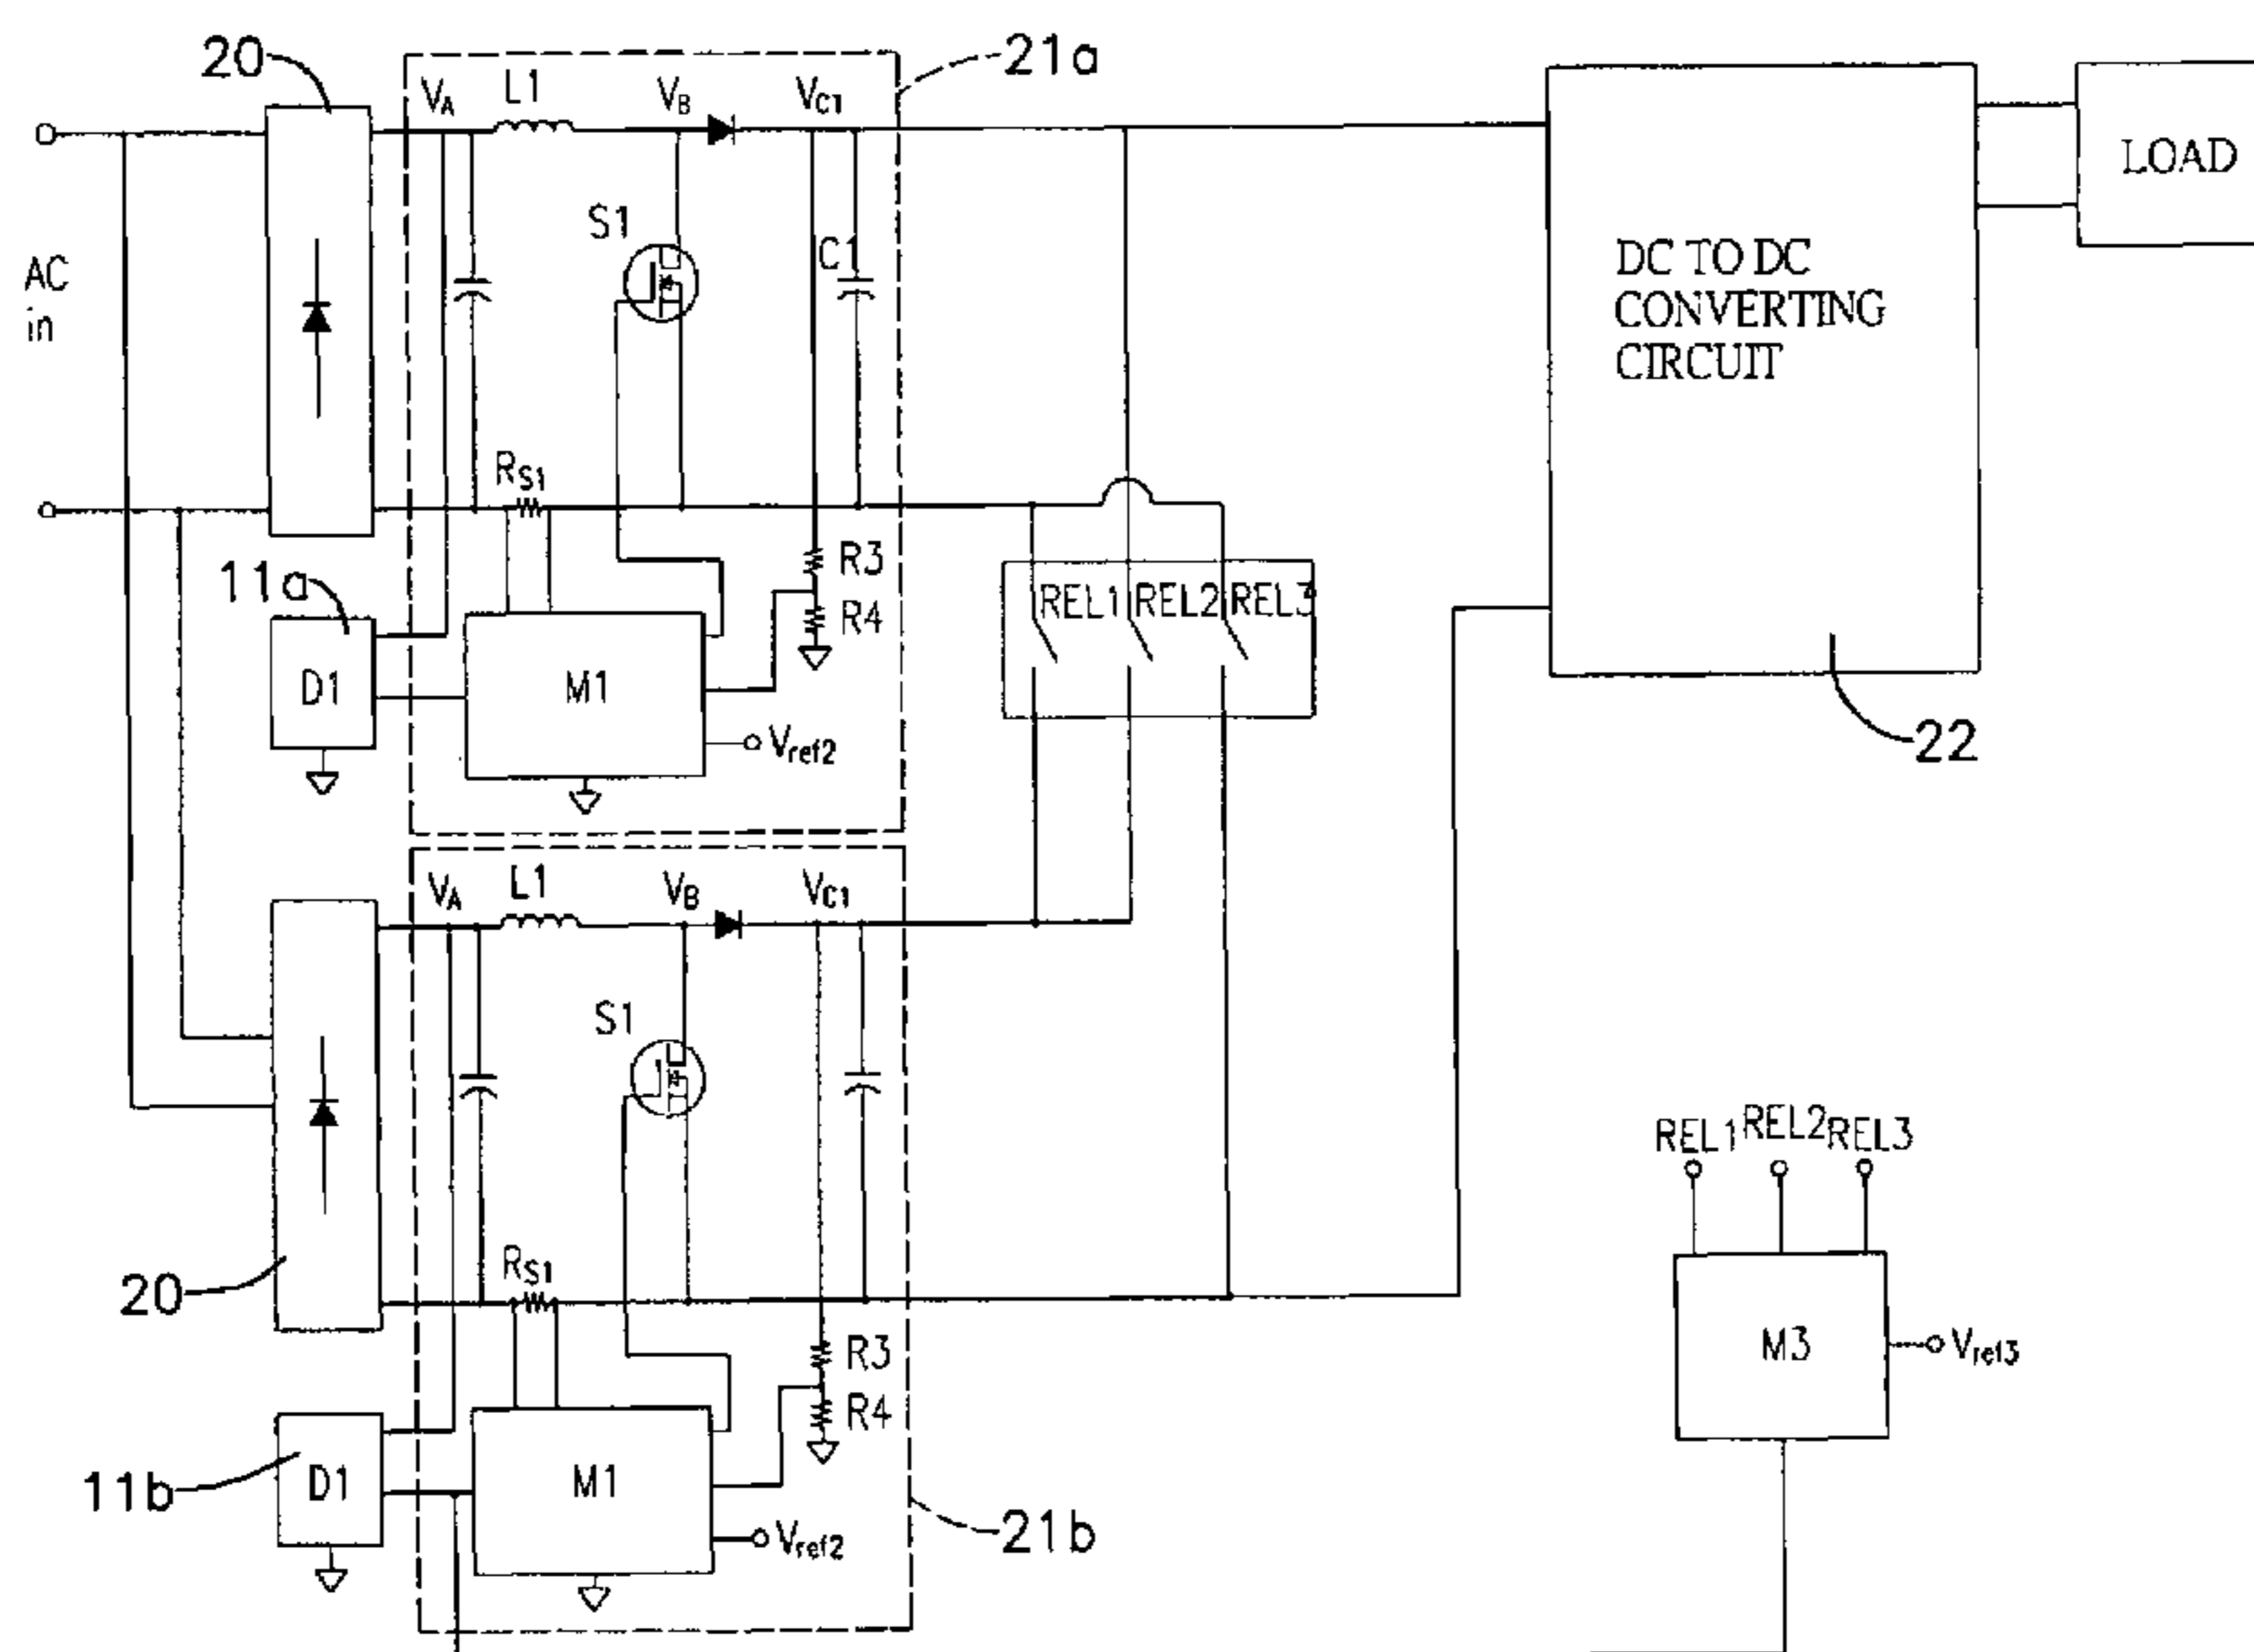 20
21a
VA
L1
VB
VC1
LOAD
S1
C1
AC
in
DC TO DC
CONVERTING
CIRCUIT
RS1
R3
11a
REL1
REL2
REL3
R4
D1
M1
Vref2
22
VA
L1
VB
VC1
S1
REL1
REL2
REL3
RS1
20
R3
M3
Vref3
R4
11b
D1
M1
Vref2
21b